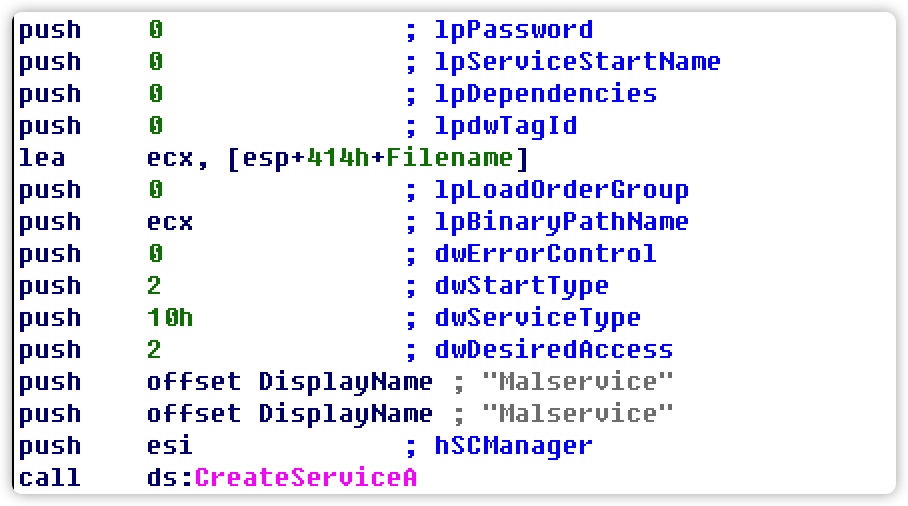 push 0 ; lpPassword
push 0 ; lpServiceStartName
push 0 ; lpDependencies
push 0 ; lpdwTagId
lea ecx, [esp+414h+Filename]
push 0 ; lpLoadOrderGroup
push ecx ; lpBinaryPathName
push 0 ; dwErrorControl
push 2 ; dwStartType
push 10h ; dwServiceType
push 2 ; dwDesiredAccess
push offset DisplayName ; "Malservice"
push offset DisplayName ; "Malservice"
push esi ; hSCManager
call ds:CreateServiceA